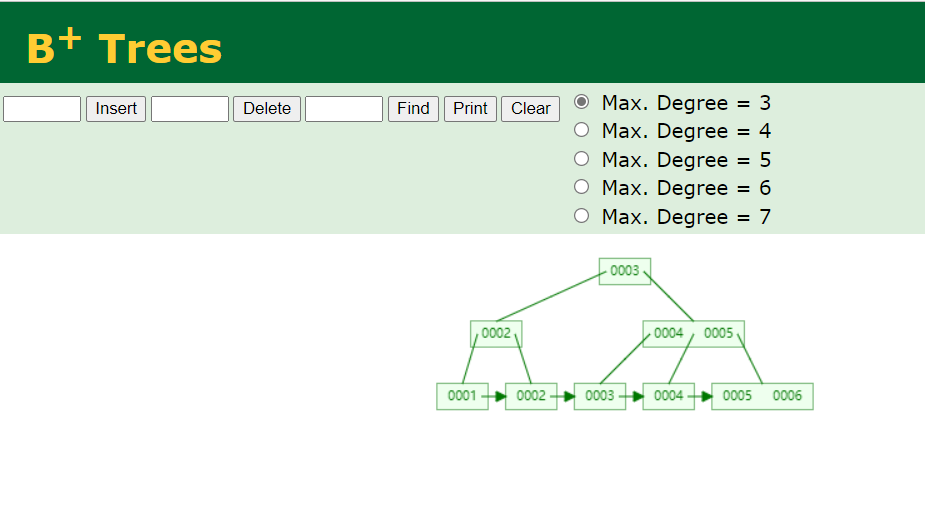 B+ Trees
Insert Delete Find Print Clear
Max. Degree = 3
Max. Degree = 4
Max. Degree = 5
Max. Degree = 6
Max. Degree = 7
0003
0002 0004 0005
0001 0002 0003 0004 0005 0006